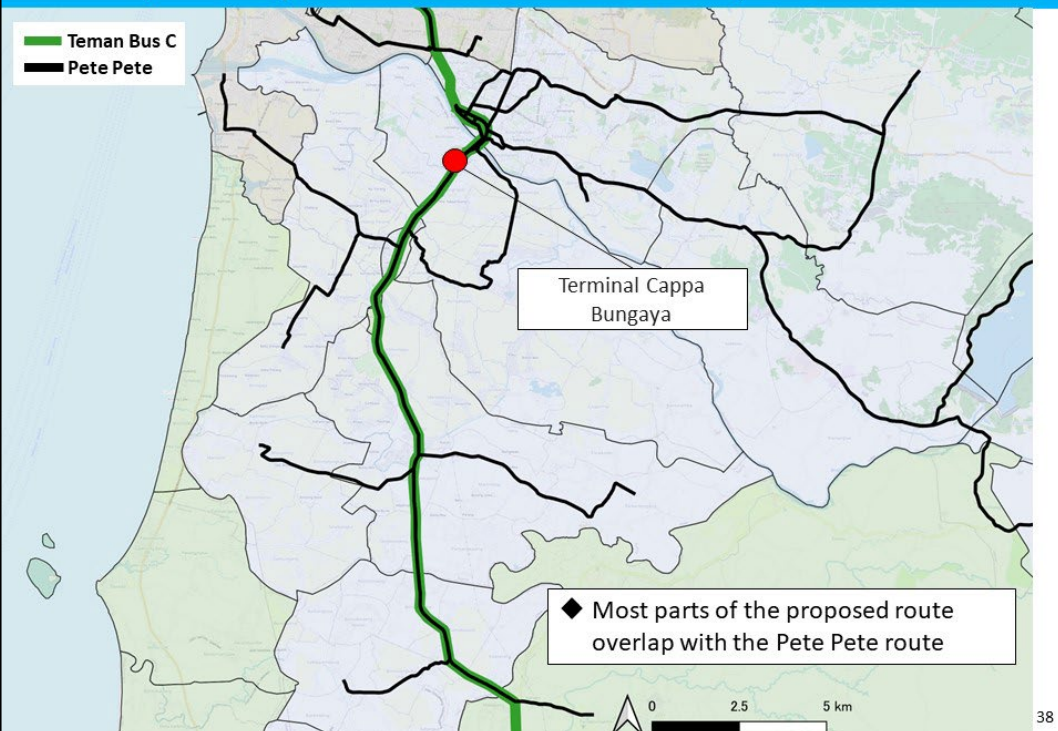 Teman Bus C
Pete Pete
Terminal Cappa
Bungaya
◆ Most parts of the proposed route
overlap with the Pete Pete route
0 2.5 5 km
38